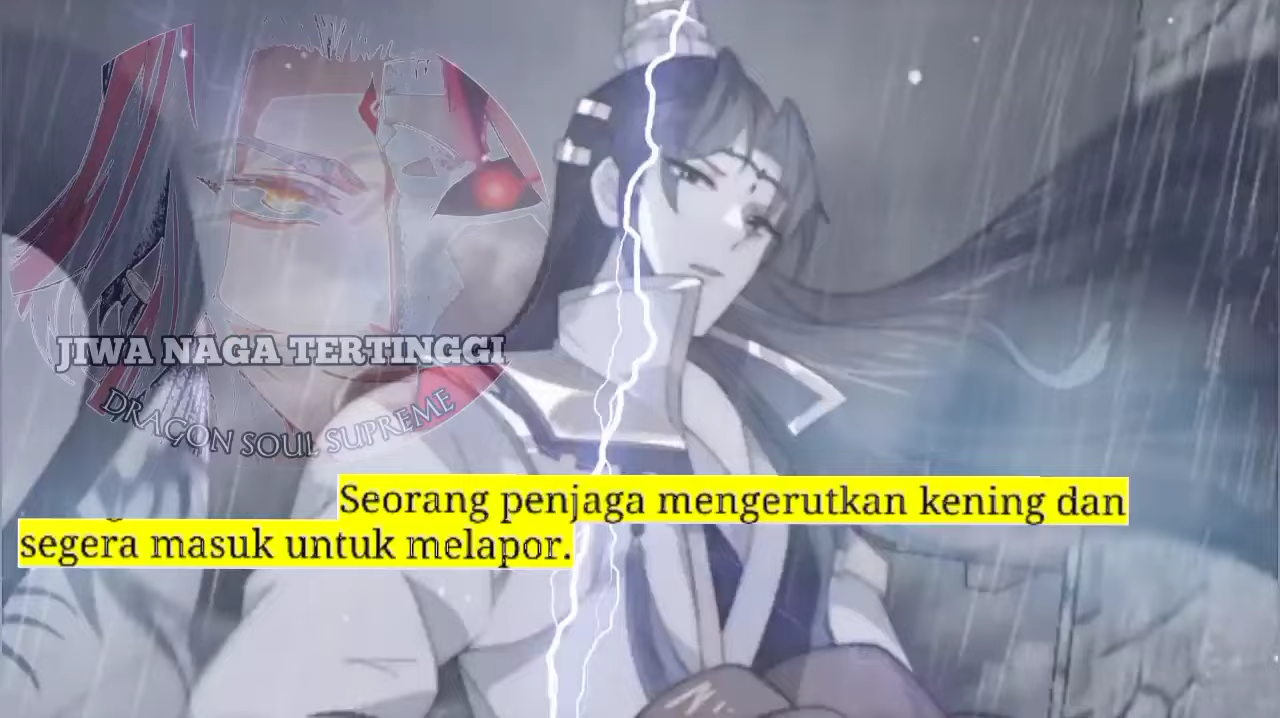 JIWA NAGA TERTINGGI
DRAGON SOUL SUPREME
Seorang penjaga mengerutkan kening dan
segera masuk untuk melapor.